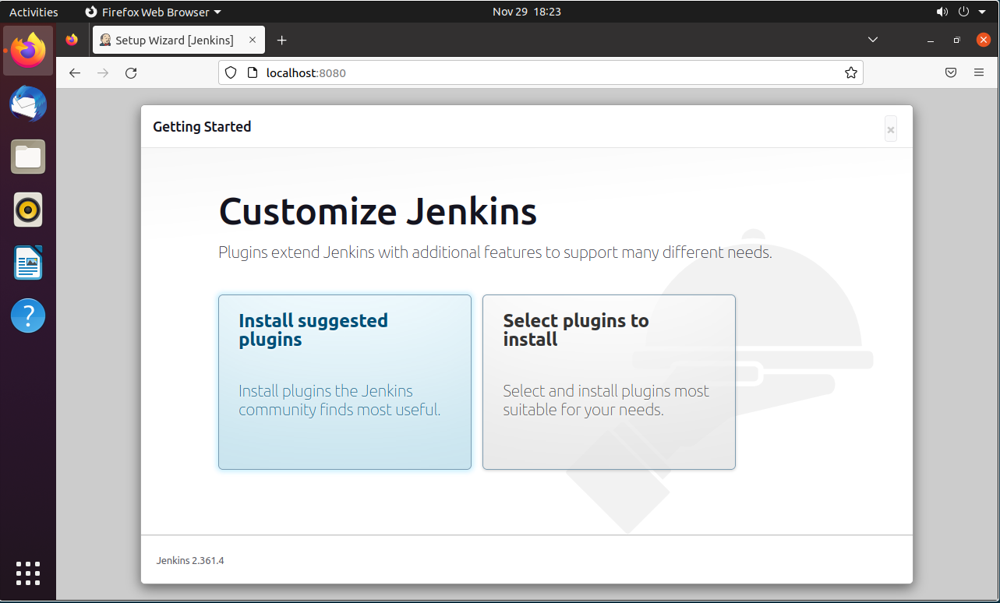 Activities
Firefox Web Browser
Nov 29 18:23
Setup Wizard [Jenkins]
localhost:8080
Getting Started
Customize Jenkins
Plugins extend Jenkins with additional features to support many different needs.
Install suggested
plugins
Install plugins the Jenkins
community finds most useful.
Select plugins to
install
Select and install plugins most
suitable for your needs.
Jenkins 2.361.4